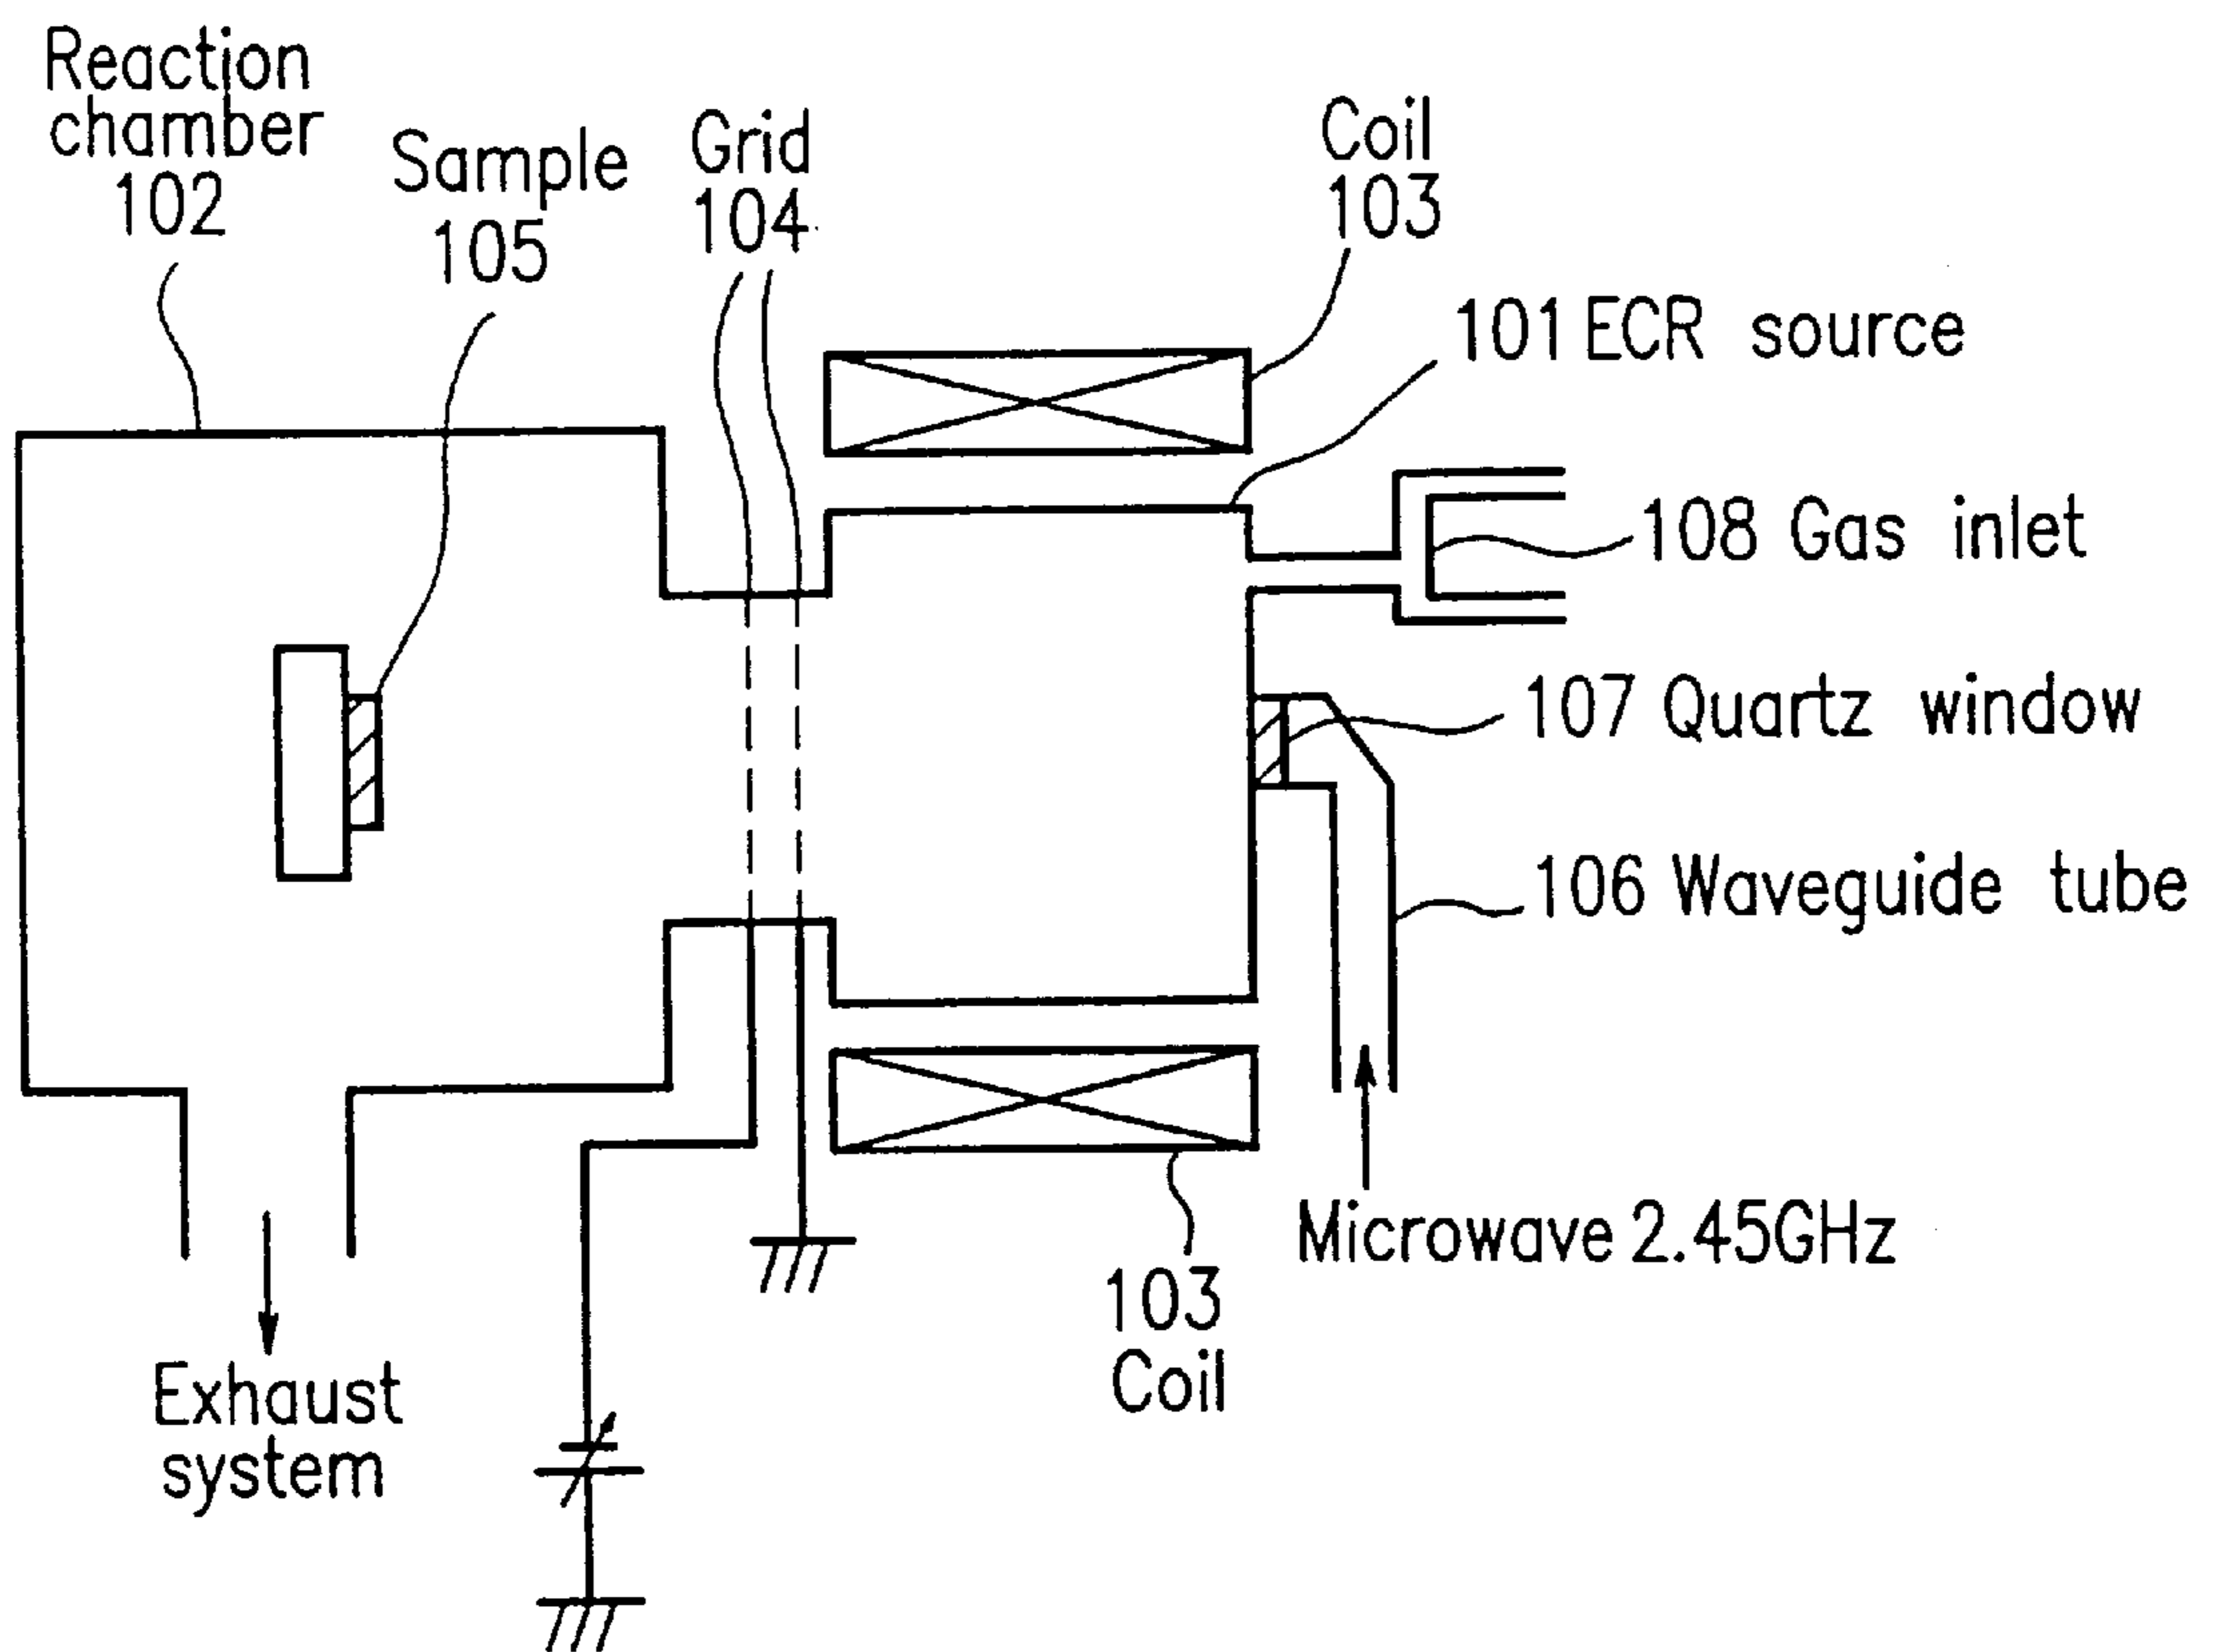 Reaction
chamber
102
Sample
105
Grid
104
Coil
103
101 ECR source
108 Gas inlet
107 Quartz window
106 Waveguide tube
Microwave 2.45GHz
103
Coil
Exhaust
system